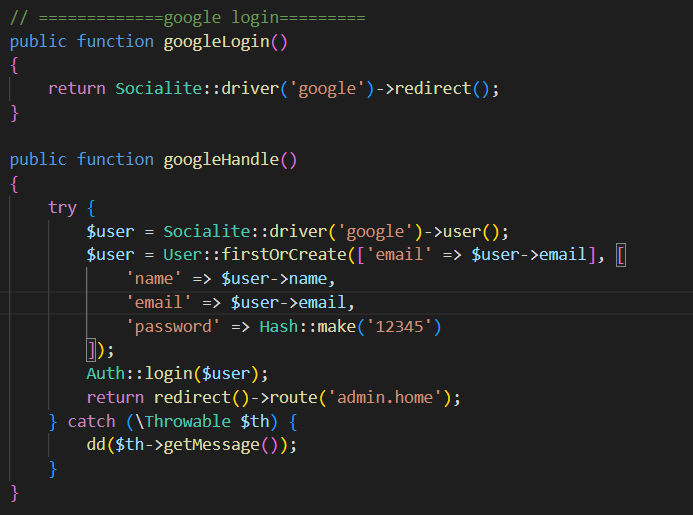 // =============google login=========
public function googleLogin()
{
return Socialite::driver('google')->redirect();
}
public function googleHandle()
{
try {
$user = Socialite::driver('google')->user();
$user = User::firstOrCreate(['email' => $user->email], [
'name' => $user->name,
'email' => $user->email,
'password' => Hash::make('12345')
]);
Auth::login($user);
return redirect()->route('admin.home');
} catch (\Throwable $th) {
dd($th->getMessage());
}
}